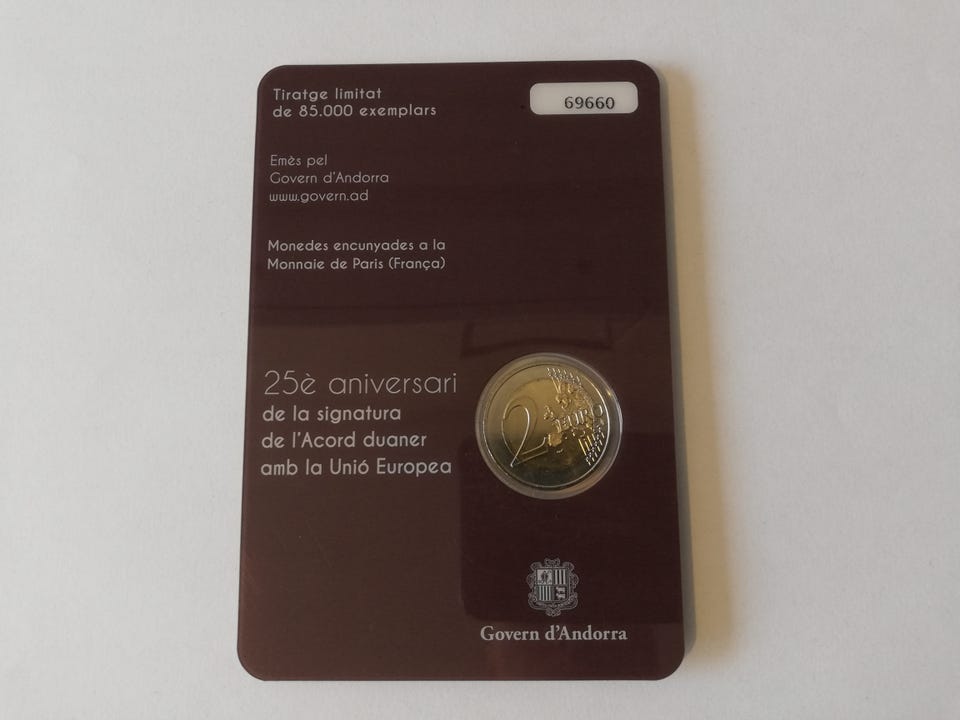 Tiratge limitat
de 85.000 exemplars
69660
Emès pel
Govern d'Andorra
www.govern.ad
Monedes encunyades a la
Monnaie de Paris (França)
25è aniversari
de la signatura
de l'Acord duaner
amb la Unió Europea
2 EURO
Govern d'Andorra